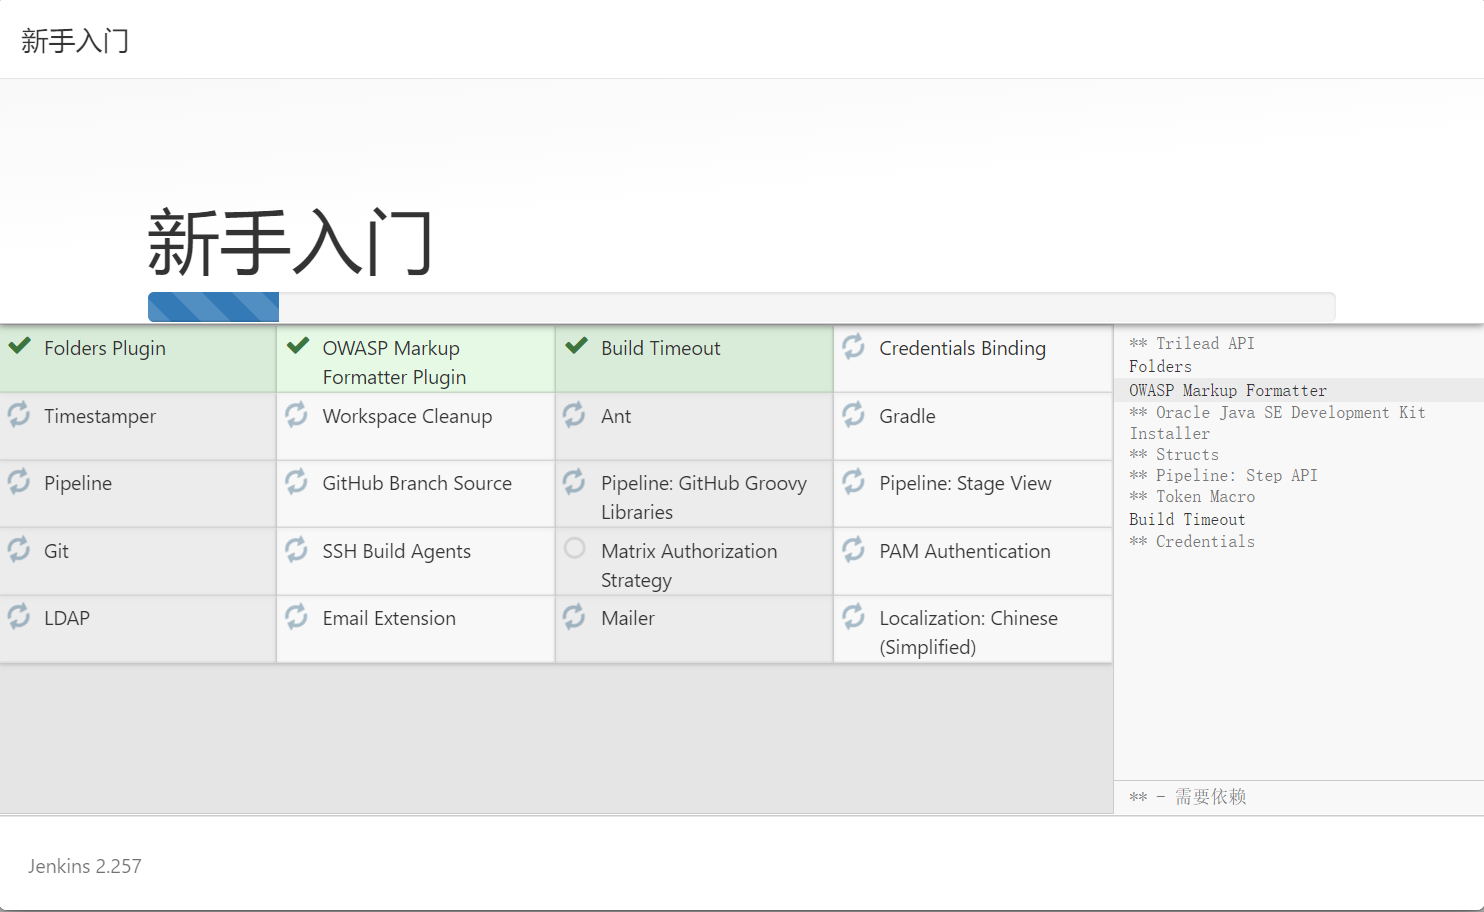 新手入门
新手入门
Folders Plugin
OWASP Markup
Formatter Plugin
Build Timeout
Credentials Binding
Timestamper
Workspace Cleanup
Ant
Gradle
Pipeline
GitHub Branch Source
Pipeline: GitHub Groovy
Libraries
Pipeline: Stage View
Git
SSH Build Agents
Matrix Authorization
Strategy
PAM Authentication
LDAP
Email Extension
Mailer
Localization: Chinese
(Simplified)
** Trilead API
Folders
OWASP Markup Formatter
** Oracle Java SE Development Kit
Installer
** Structs
** Pipeline: Step API
** Token Macro
Build Timeout
** Credentials
** - 需要依赖
Jenkins 2.257